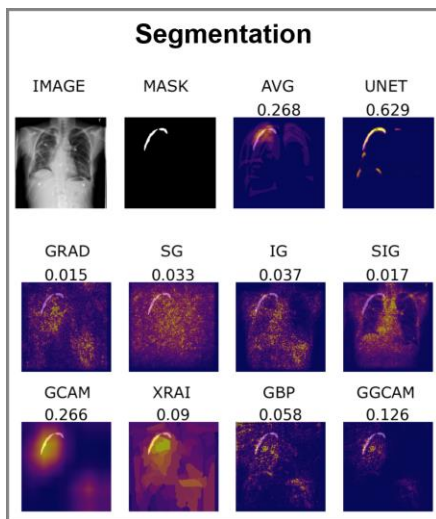 Segmentation
IMAGE MASK AVG UNET
0.268 0.629
GRAD SG IG SIG
0.015 0.033 0.037 0.017
GCAM XRAI GBP GGCAM
0.266 0.09 0.058 0.126